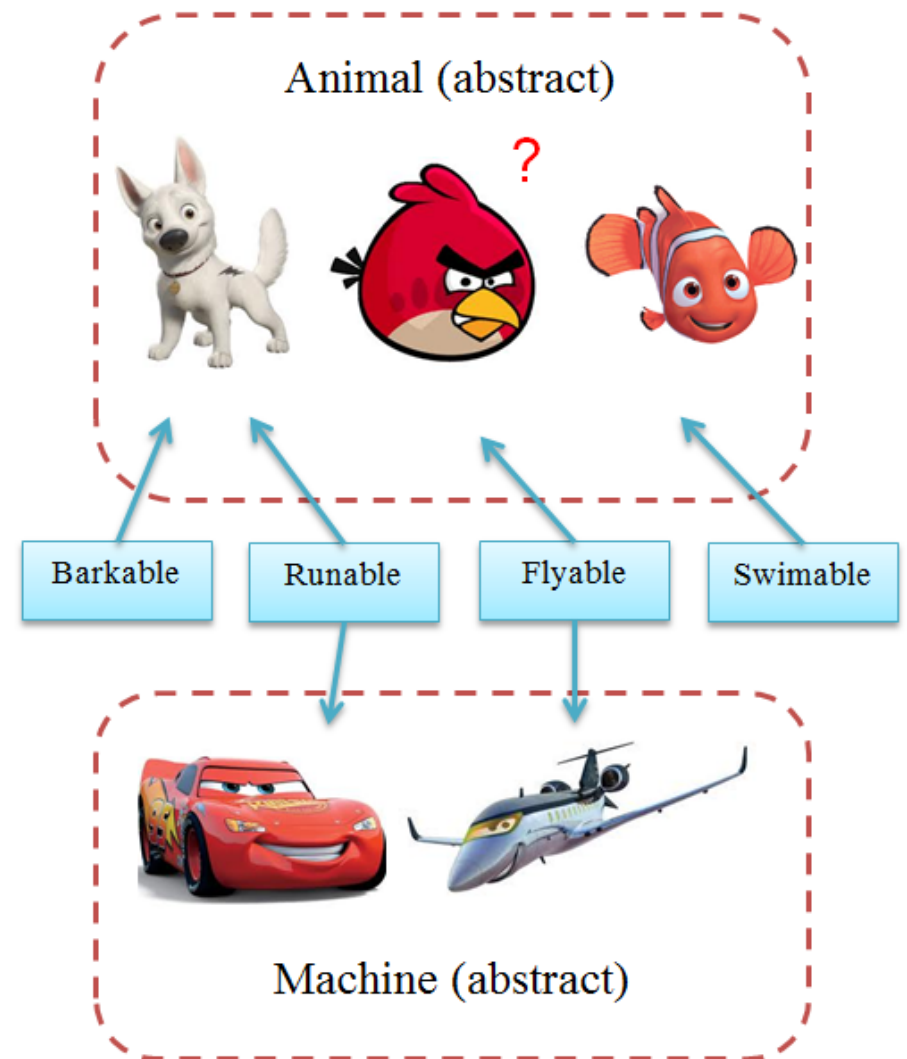 Animal (abstract)
?
Barkable
Runable
Flyable
Swimable
Machine (abstract)